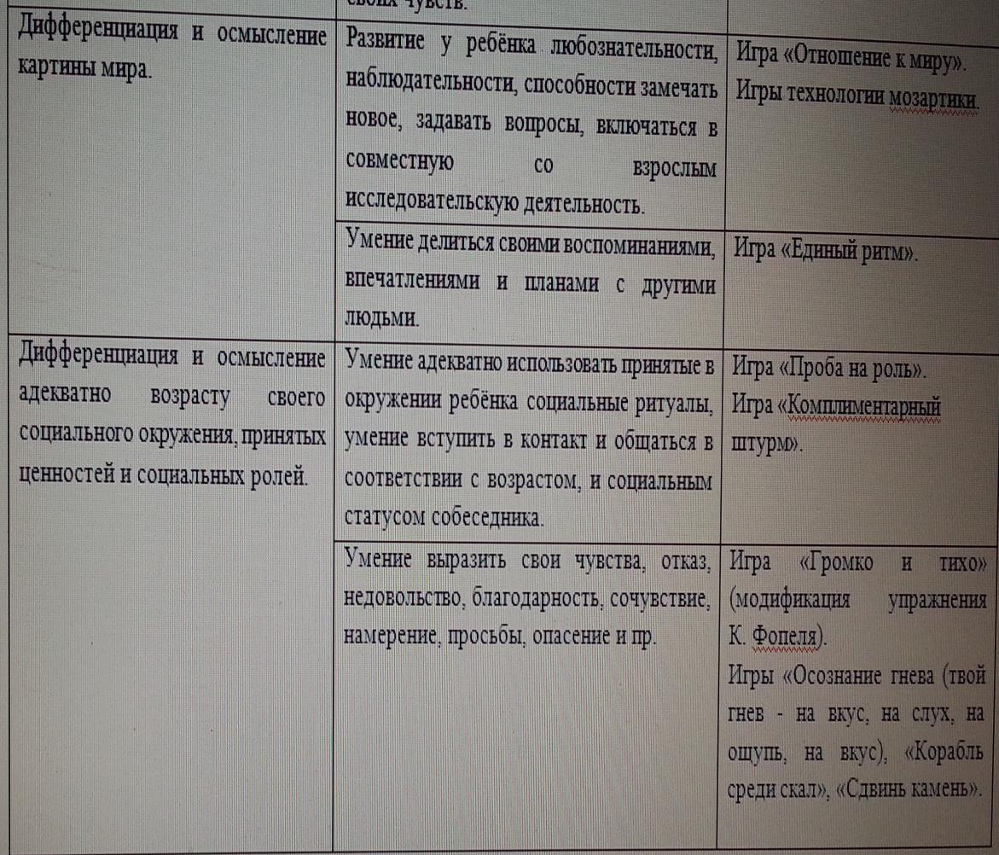 своих чувств.
Дифференциация и осмысление
картины мира.
Развитие у ребёнка любознательности,
наблюдательности, способности замечать
новое, задавать вопросы, включаться в
совместную со взрослым
исследовательскую деятельность.
Игра «Отношение к миру».
Игры технологии мозартики.
Умение делиться своими воспоминаниями,
впечатлениями и планами с другими
людьми.
Игра «Единый ритм».
Дифференциация и осмысление
адекватно возрасту своего
социального окружения, принятых
ценностей и социальных ролей.
Умение адекватно использовать принятые в
окружении ребёнка социальные ритуалы,
умение вступить в контакт и общаться в
соответствии с возрастом, и социальным
статусом собеседника.
Игра «Проба на роль».
Игра «Комплиментарный
штурм».
Умение выразить свои чувства, отказ,
недовольство, благодарность, сочувствие,
намерение, просьбы, опасение и пр.
Игра «Громко и тихо»
(модификация упражнения
К. Фопеля).
Игры «Осознание гнева (твой
гнев - на вкус, на слух, на
ощупь, на вкус), «Корабль
среди скал», «Сдвинь камень».